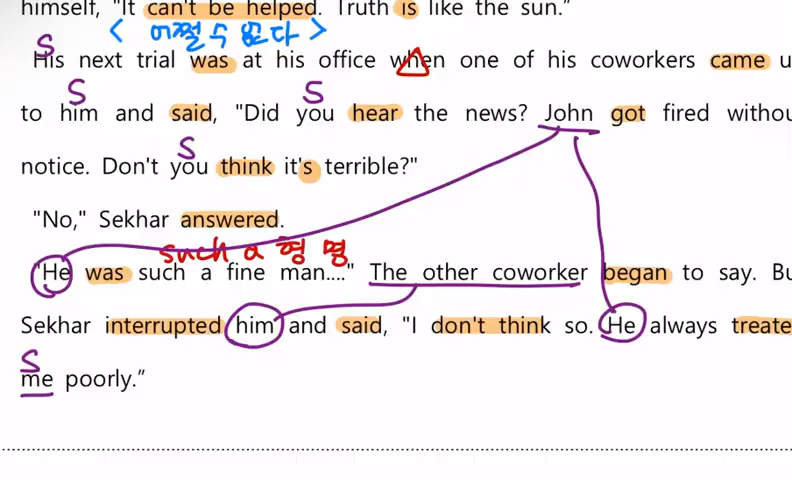 himself, "It can't be helped. Truth is like the sun."
< 어쩔 수 없다 >
S
His next trial was at his office when one of his coworkers came u
S S
to him and said, "Did you hear the news? John got fired withou
S
notice. Don't you think it's terrible?"
"No," Sekhar answered.
such a 형 명
"He was such a fine man...." The other coworker began to say. Bu
Sekhar interrupted him and said, "I don't think so. He always treate
S
me poorly."